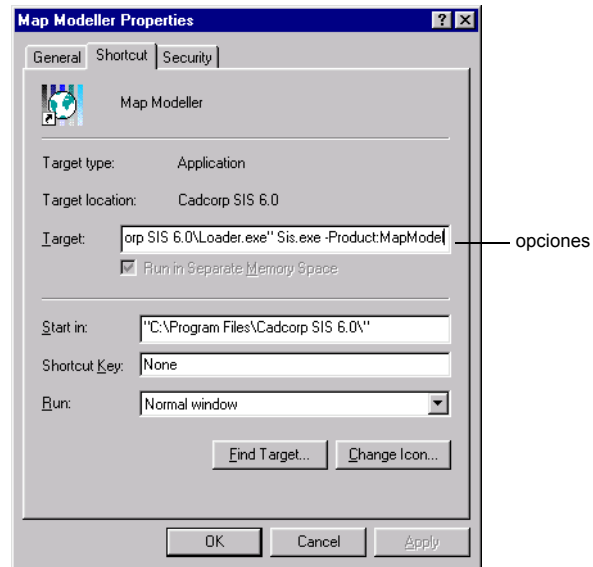 Map Modeller Properties
General Shortcut Security
Map Modeller
Target type: Application
Target location: Cadcorp SIS 6.0
Target: orp SIS 6.0\Loader.exe" Sis.exe -Product:MapModel
opciones
Run in Separate Memory Space
Start in: "C:\Program Files\Cadcorp SIS 6.0\"
Shortcut Key: None
Run: Normal window
Find Target... Change Icon...
OK Cancel Apply